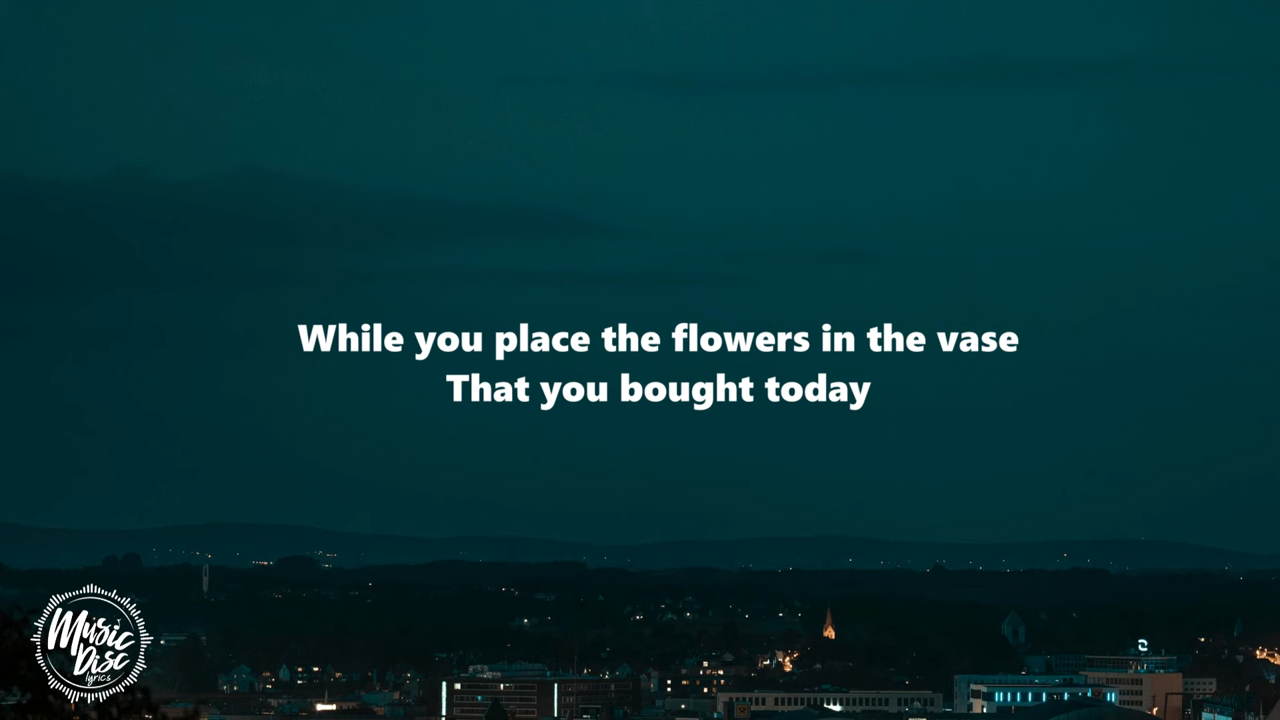 While you place the flowers in the vase
That you bought today
Music
Disc
lyrics